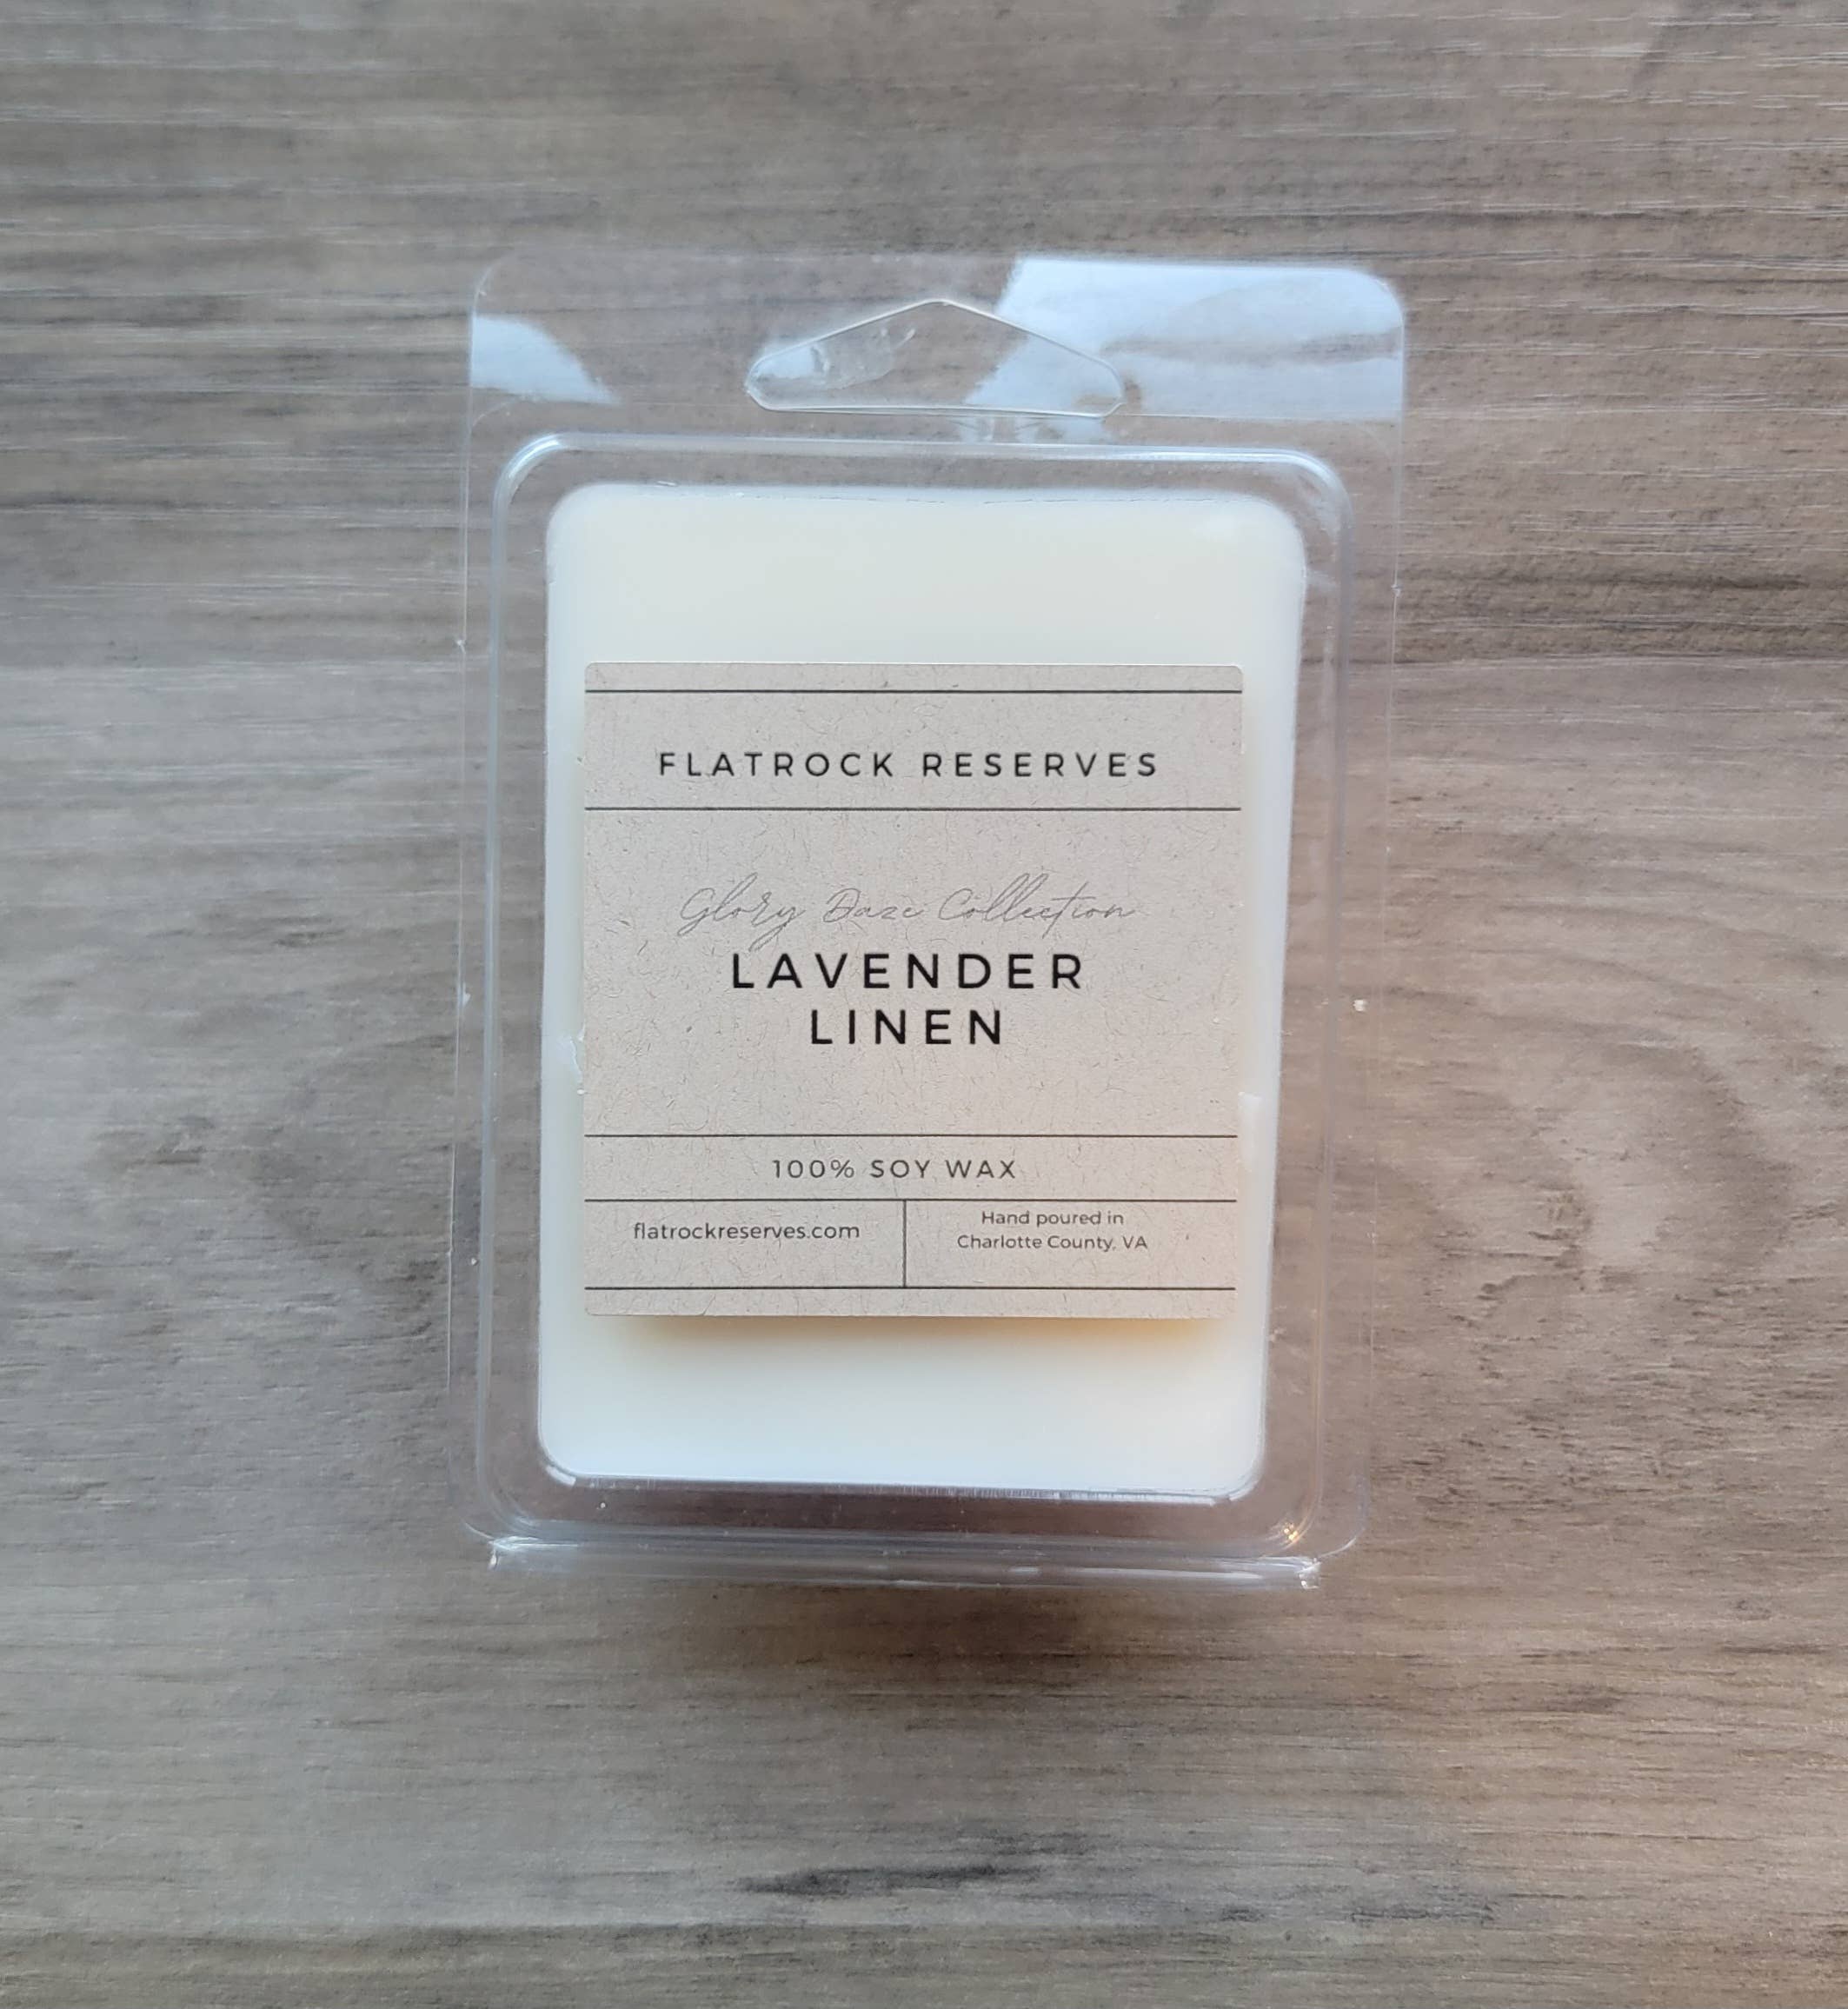 FLATROCK RESERVES
Glory Daze Collection
LAVENDER
LINEN
100% SOY WAX
flatrockreserves.com
Hand poured in
Charlotte County, VA